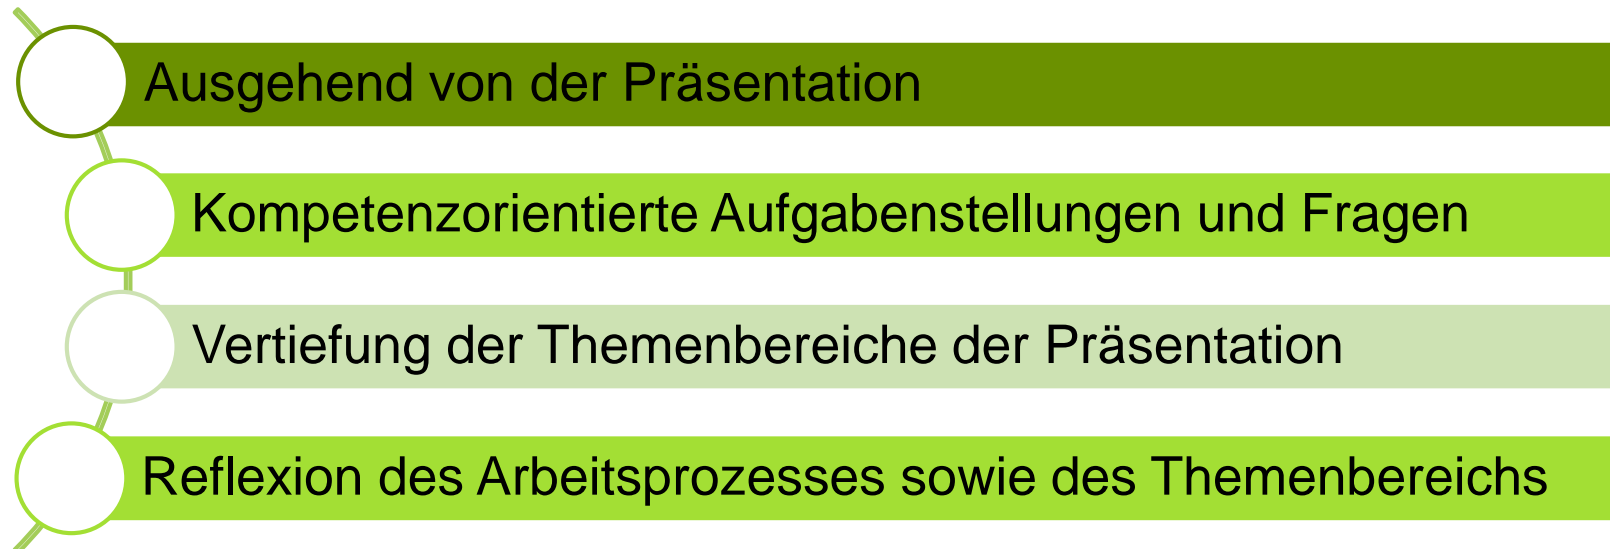 Ausgehend von der Präsentation
Kompetenzorientierte Aufgabenstellungen und Fragen
Vertiefung der Themenbereiche der Präsentation
Reflexion des Arbeitsprozesses sowie des Themenbereichs